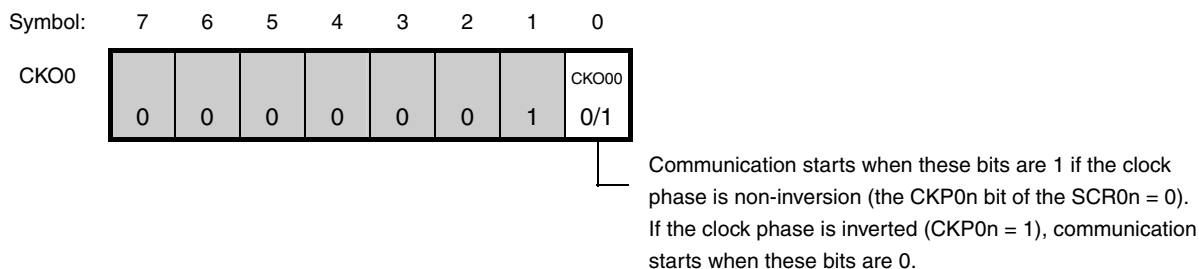 Symbol: 7 6 5 4 3 2 1 0
CKO0 CKO00
0 0 0 0 0 0 1 0/1
Communication starts when these bits are 1 if the clock
phase is non-inversion (the CKP0n bit of the SCR0n = 0).
If the clock phase is inverted (CKP0n = 1), communication
starts when these bits are 0.